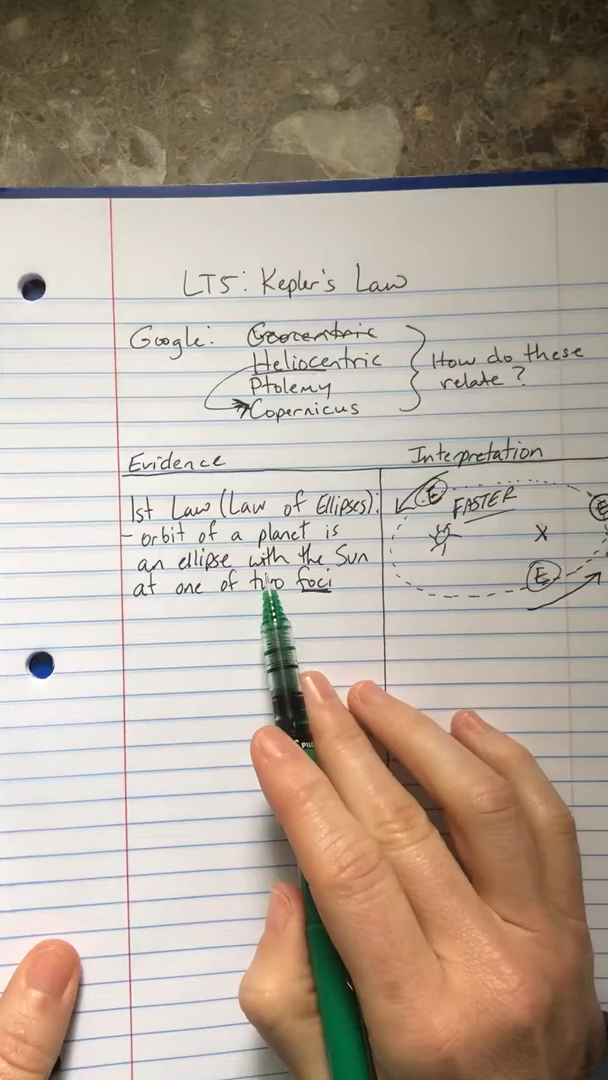 LT5: Kepler's Law
Google: Geocentric
Heliocentric
Ptolemy
Copernicus
How do these
relate?
Evidence
Interpretation
1st Law (Law of Ellipses):
- orbit of a planet is
an ellipse with the Sun
at one of two foci
E
FASTER
E
X
E
PILOT